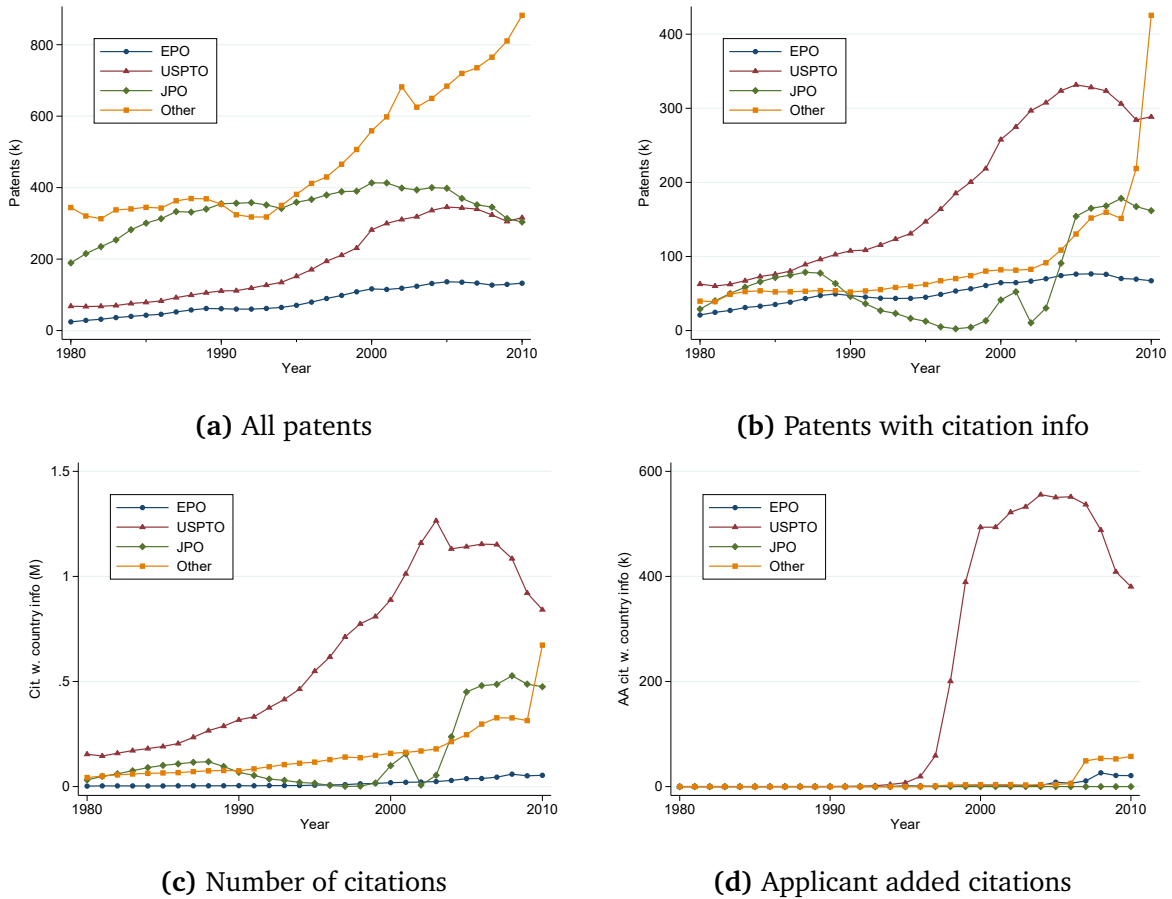 Patents (k)
800
600
400
200
0
EPO
USPTO
JPO
Other
1980
1990
2000
2010
Year
(a) All patents
Patents (k)
400
300
200
100
0
EPO
USPTO
JPO
Other
1980
1990
2000
2010
Year
(b) Patents with citation info
Cit. w. country info (M)
1.5
1
.5
0
EPO
USPTO
JPO
Other
1980
1990
2000
2010
Year
(c) Number of citations
AA cit. w. country info (k)
600
400
200
0
EPO
USPTO
JPO
Other
1980
1990
2000
2010
Year
(d) Applicant added citations